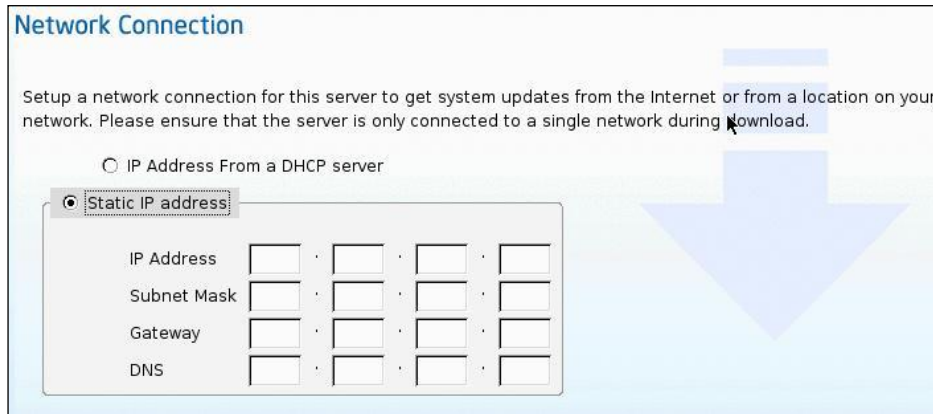 Network Connection
Setup a network connection for this server to get system updates from the Internet or from a location on your
network. Please ensure that the server is only connected to a single network during download.
IP Address From a DHCP server
Static IP address
IP Address . . .
Subnet Mask . . .
Gateway . . .
DNS . . .